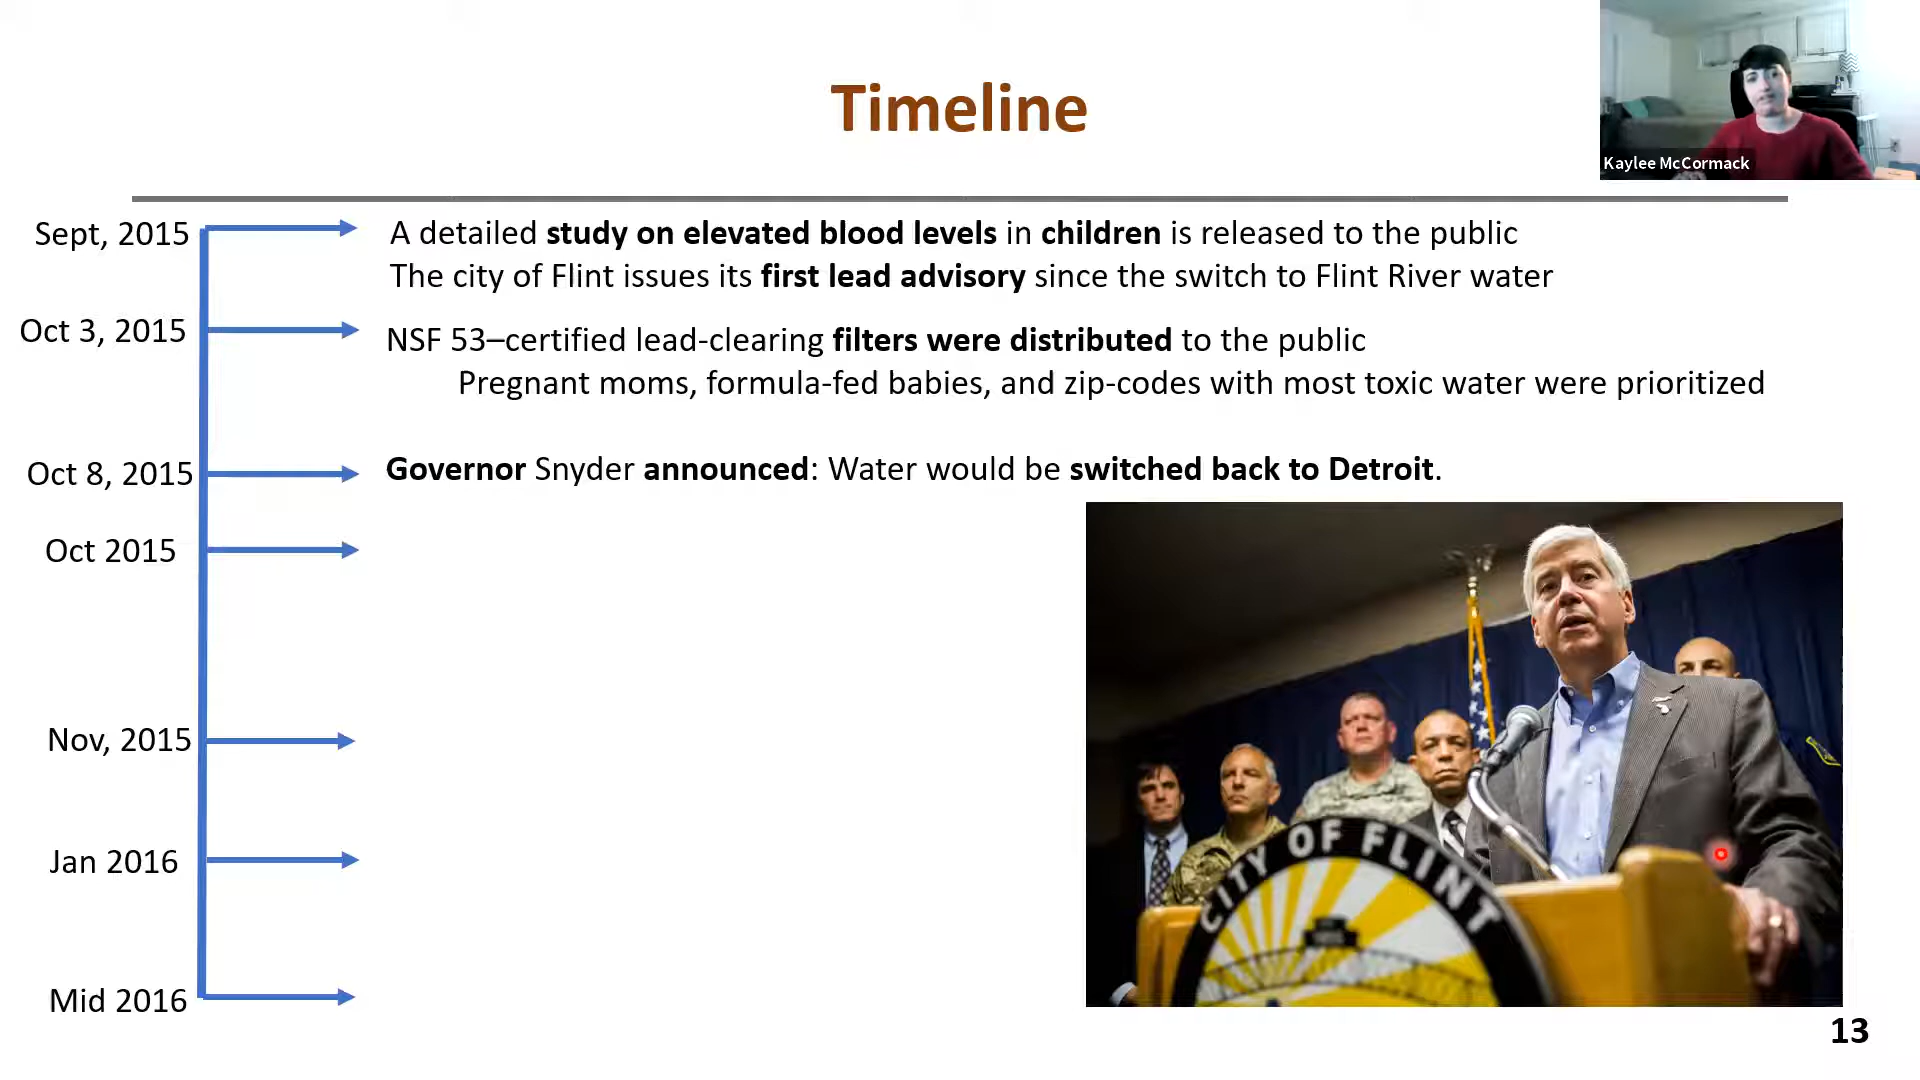 Timeline
Kaylee McCormack
Sept, 2015
A detailed study on elevated blood levels in children is released to the public
The city of Flint issues its first lead advisory since the switch to Flint River water
Oct 3, 2015
NSF 53–certified lead-clearing filters were distributed to the public
Pregnant moms, formula-fed babies, and zip-codes with most toxic water were prioritized
Oct 8, 2015
Governor Snyder announced: Water would be switched back to Detroit.
Oct 2015
Nov, 2015
Jan 2016
Mid 2016
CITY OF FLINT
13